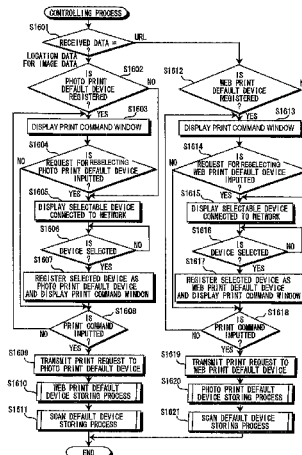 CONTROLLING PROCESS
S1601
RECEIVED DATA =
URL
LOCATION DATA
FOR IMAGE DATA
S1602
IS
PHOTO PRINT
DEFAULT DEVICE
REGISTERED
?
NO
YES
S1603
DISPLAY PRINT COMMAND WINDOW
S1604
IS
REQUEST FOR RESELECTING
PHOTO PRINT DEFAULT DEVICE
INPUTTED
?
NO
YES
S1605
DISPLAY SELECTABLE DEVICE
CONNECTED TO NETWORK
S1606
IS DEVICE SELECTED
?
NO
S1607
YES
REGISTER SELECTED DEVICE AS
PHOTO PRINT DEFAULT DEVICE
AND DISPLAY PRINT COMMAND WINDOW
S1608
IS
PRINT COMMAND
INPUTTED
?
NO
YES
S1609
TRANSMIT PRINT REQUEST TO
PHOTO PRINT DEFAULT DEVICE
S1610
WEB PRINT DEFAULT
DEVICE STORING PROCESS
S1611
SCAN DEFAULT DEVICE
STORING PROCESS
END
S1612
IS
WEB PRINT
DEFAULT DEVICE
REGISTERED
?
NO
YES
S1613
DISPLAY PRINT COMMAND WINDOW
S1614
IS
REQUEST FOR RESELECTING
WEB PRINT DEFAULT DEVICE
INPUTTED
?
NO
YES
S1615
DISPLAY SELECTABLE DEVICE
CONNECTED TO NETWORK
S1616
IS DEVICE SELECTED
?
NO
S1617
YES
REGISTER SELECTED DEVICE AS
WEB PRINT DEFAULT DEVICE
AND DISPLAY PRINT COMMAND WINDOW
S1618
IS
PRINT COMMAND
INPUTTED
?
NO
YES
S1619
TRANSMIT PRINT REQUEST TO
WEB PRINT DEFAULT DEVICE
S1620
PHOTO PRINT DEFAULT
DEVICE STORING PROCESS
S1621
SCAN DEFAULT DEVICE
STORING PROCESS